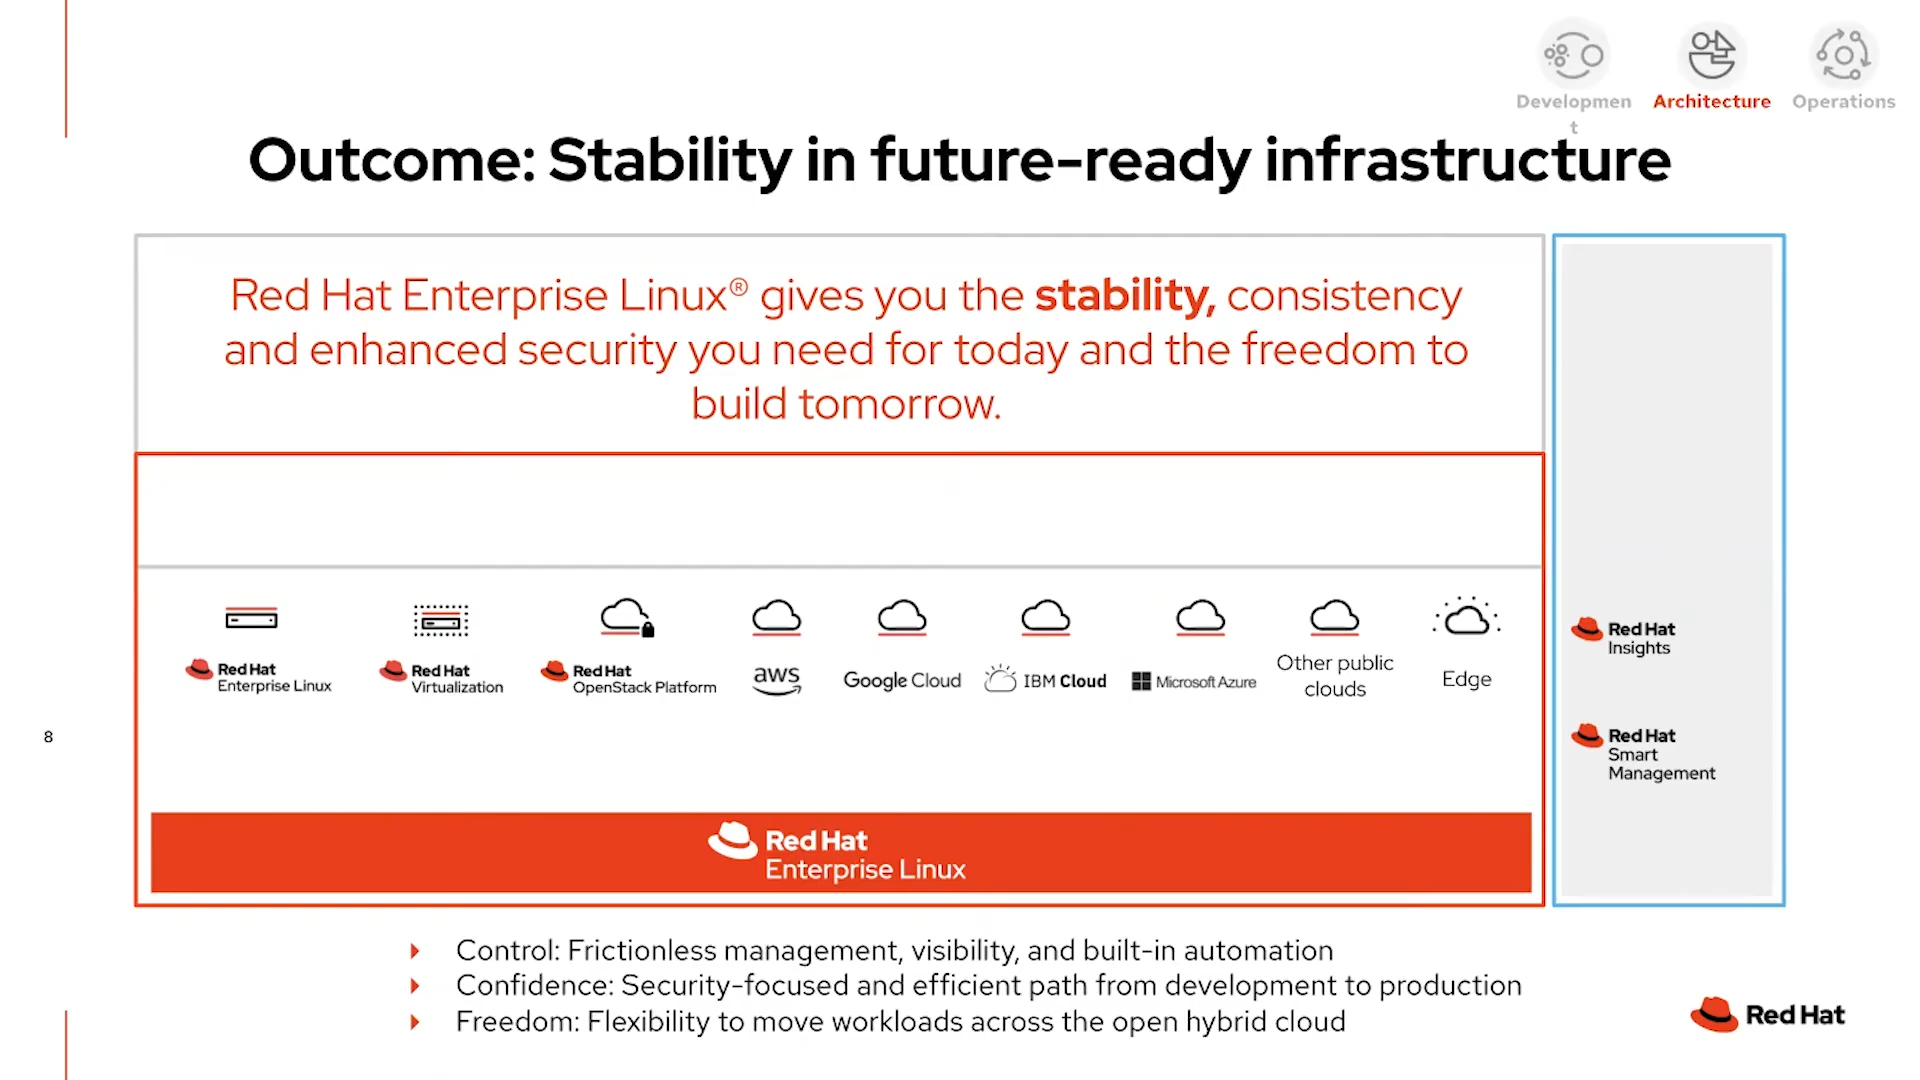 Developmen
t
Architecture
Operations
Outcome: Stability in future-ready infrastructure
Red Hat Enterprise Linux® gives you the stability, consistency
and enhanced security you need for today and the freedom to
build tomorrow.
Red Hat
Enterprise Linux
Red Hat
Virtualization
Red Hat
OpenStack Platform
aws
Google Cloud
IBM Cloud
Microsoft Azure
Other public
clouds
Edge
Red Hat
Insights
Red Hat
Smart
Management
8
Red Hat
Enterprise Linux
Control: Frictionless management, visibility, and built-in automation
Confidence: Security-focused and efficient path from development to production
Freedom: Flexibility to move workloads across the open hybrid cloud
Red Hat